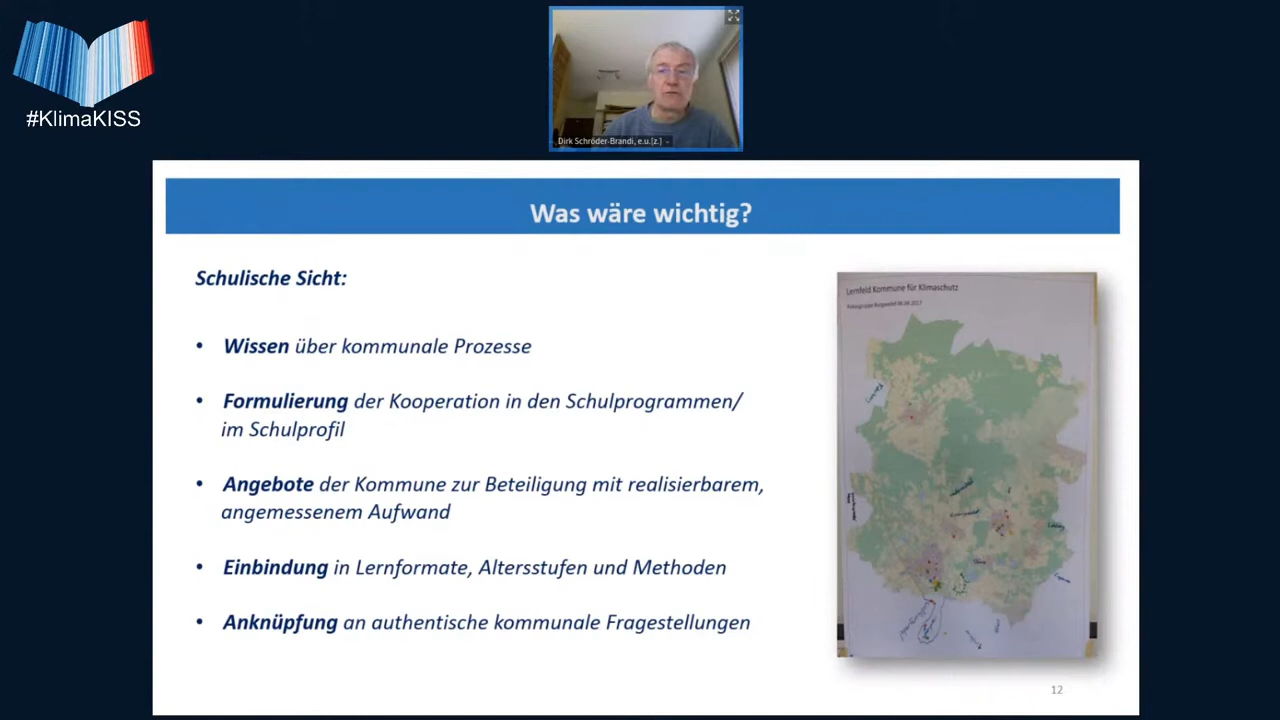 #KlimaKISS
Dirk Schröder-Brandi, e.u.[z.]
Was wäre wichtig?
Schulische Sicht:
• Wissen über kommunale Prozesse
• Formulierung der Kooperation in den Schulprogrammen/
im Schulprofil
• Angebote der Kommune zur Beteiligung mit realisierbarem,
angemessenem Aufwand
• Einbindung in Lernformate, Altersstufen und Methoden
• Anknüpfung an authentische kommunale Fragestellungen
Lernfeld Kommune für Klimaschutz
12